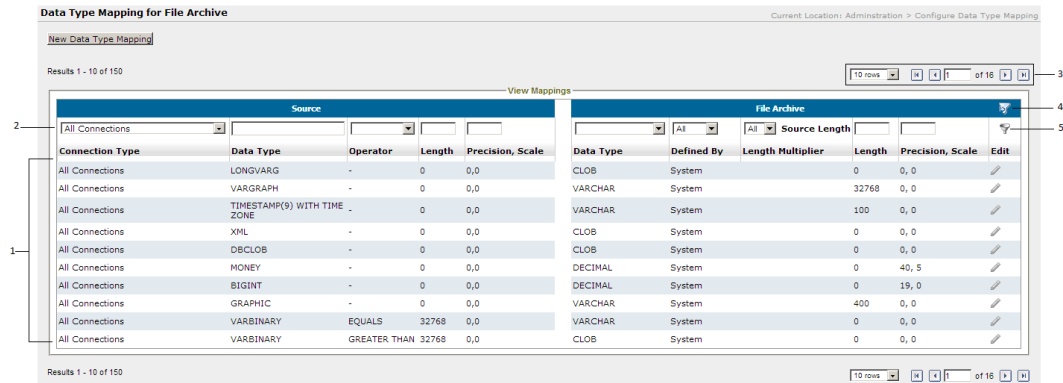 Data Type Mapping for File Archive
Current Location: Adminstration > Configure Data Type Mapping
New Data Type Mapping
Results 1 - 10 of 150
10 rows 1 of 16 3
View Mappings
Source File Archive 4
2 All Connections All All Source Length 5
Connection Type Data Type Operator Length Precision, Scale Data Type Defined By Length Multiplier Length Precision, Scale Edit
All Connections LONGVARG - 0 0,0 CLOB System 0 0, 0
All Connections VARGRAPH - 0 0,0 VARCHAR System 32768 0, 0
All Connections TIMESTAMP(9) WITH TIME ZONE - 0 0,0 VARCHAR System 100 0, 0
All Connections XML - 0 0,0 CLOB System 0 0, 0
1 All Connections DBCLOB - 0 0,0 CLOB System 0 0, 0
All Connections MONEY - 0 0,0 DECIMAL System 0 40, 5
All Connections BIGINT - 0 0,0 DECIMAL System 0 19, 0
All Connections GRAPHIC - 0 0,0 VARCHAR System 400 0, 0
All Connections VARBINARY EQUALS 32768 0,0 VARCHAR System 0 0, 0
All Connections VARBINARY GREATER THAN 32768 0,0 CLOB System 0 0, 0
Results 1 - 10 of 150
10 rows 1 of 16